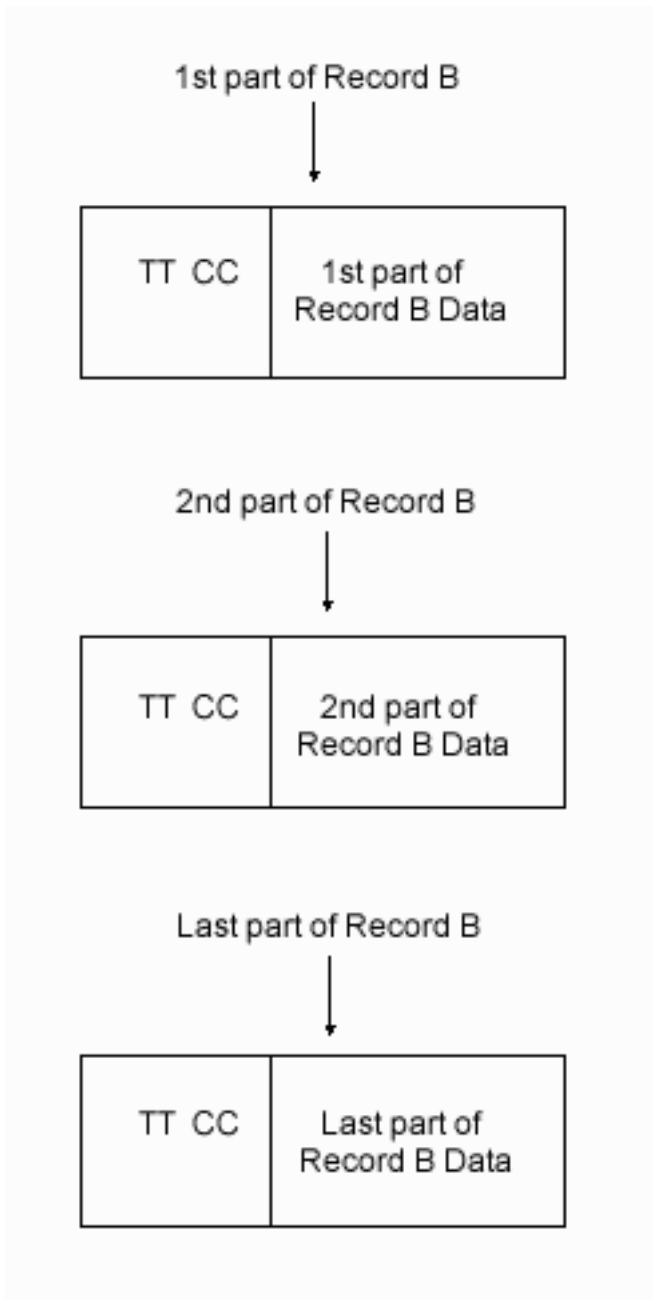 1st part of Record B
TT CC
1st part of
Record B Data
2nd part of Record B
TT CC
2nd part of
Record B Data
Last part of Record B
TT CC
Last part of
Record B Data